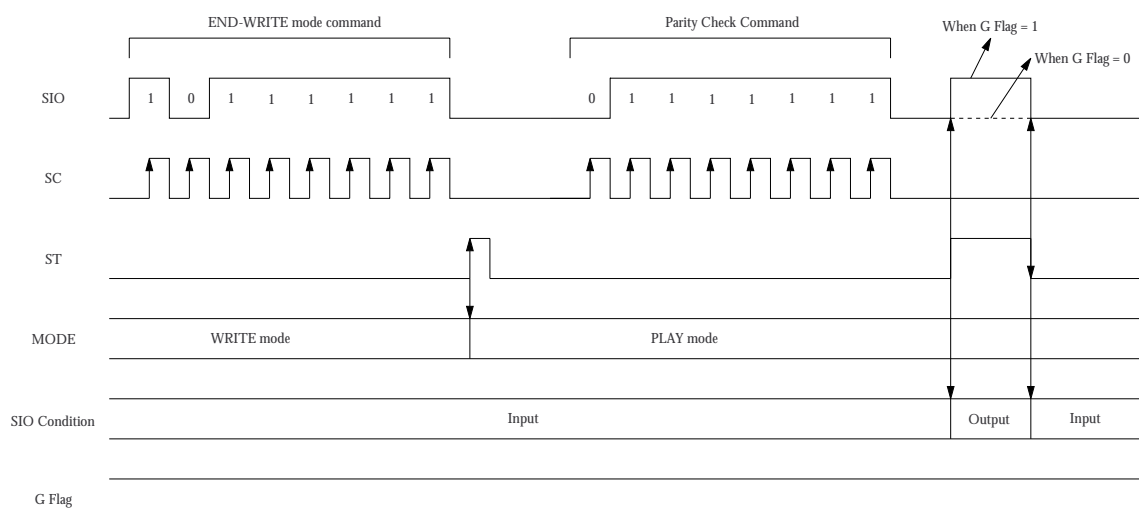 END-WRITE mode command
Parity Check Command
When G Flag = 1
When G Flag = 0
SIO
1 0 1 1 1 1 1 1
0 1 1 1 1 1 1 1
SC
ST
MODE
WRITE mode
PLAY mode
SIO Condition
Input
Output
Input
G Flag